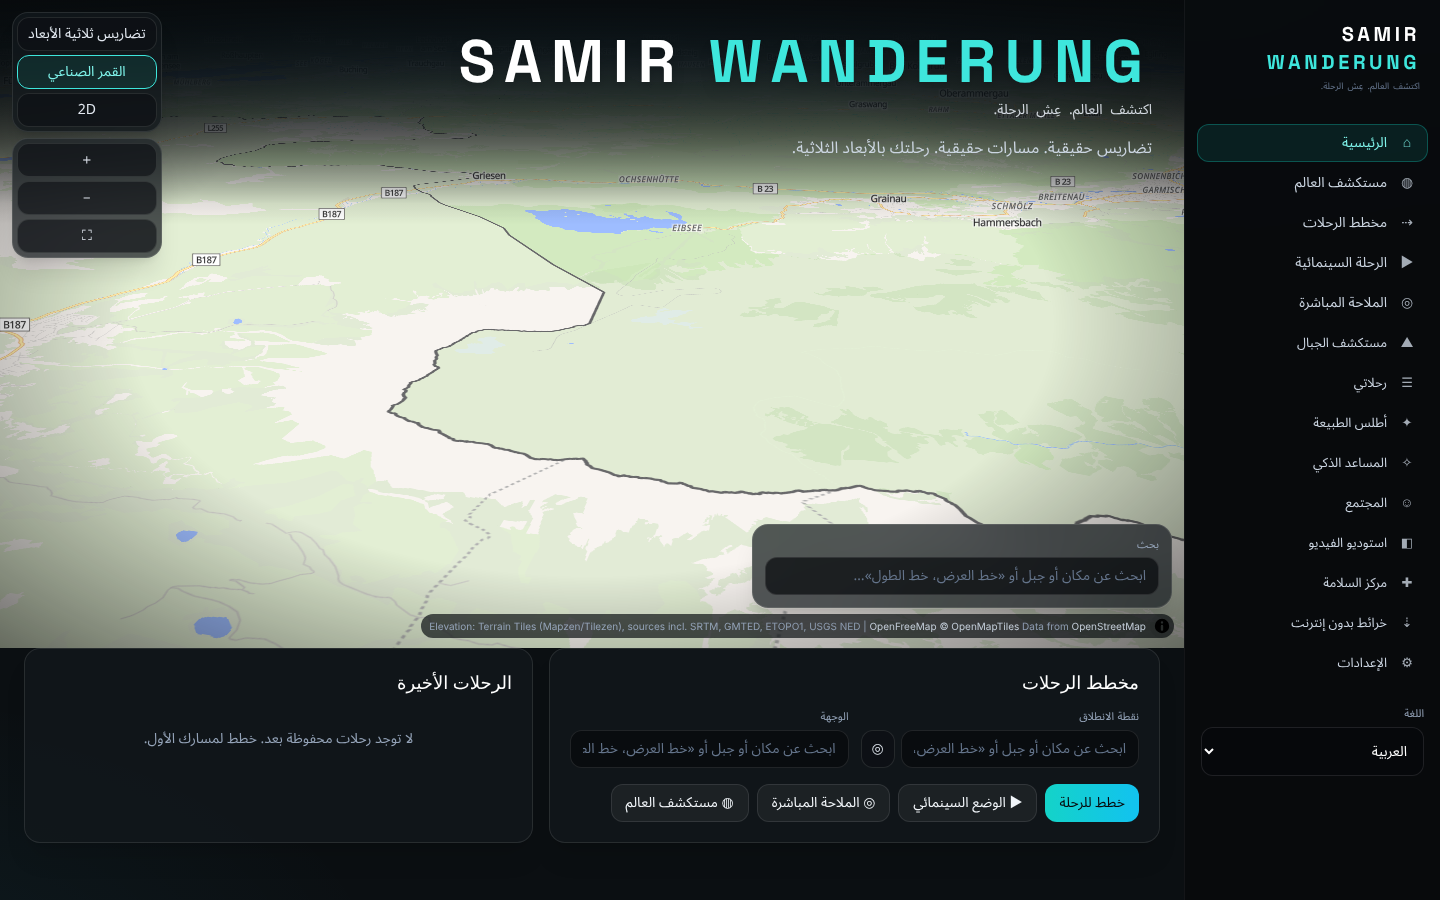 SAMIR
WANDERUNG
اكتشف العالم. عِش الرحلة.
⌂ الرئيسية
◍ مستكشف العالم
⇢ مخطط الرحلات
▶ الرحلة السينمائية
◎ الملاحة المباشرة
▲ مستكشف الجبال
☰ رحلاتي
✦ أطلس الطبيعة
✧ المساعد الذكي
☺ المجتمع
◧ استوديو الفيديو
✚ مركز السلامة
⇣ خرائط بدون إنترنت
⚙ الإعدادات
اللغة
العربية
SAMIR WANDERUNG
اكتشف العالم. عِش الرحلة.
تضاريس حقيقية. مسارات حقيقية. رحلتك بالأبعاد الثلاثية.
تضاريس ثلاثية الأبعاد
القمر الصناعي
2D
+
−
⛶
Oberammergau
Graswang
L255
Griesen
OCHSENHÜTTE
B 23
B 23
SONNENBICH
GARMISCH
BREITENAU
Grainau
SCHMÖLZ
Hammersbach
EIBSEE
B187
B187
B187
B187
بحث
ابحث عن مكان أو جبل أو «خط العرض، خط الطول»...
Elevation: Terrain Tiles (Mapzen/Tilezen), sources incl. SRTM, GMTED, ETOPO1, USGS NED | OpenFreeMap © OpenMapTiles Data from OpenStreetMap
مخطط الرحلات
نقطة الانطلاق
ابحث عن مكان أو جبل أو «خط العرض،
◎
الوجهة
ابحث عن مكان أو جبل أو «خط العرض، خط الد
خطط للرحلة
▶ الوضع السينمائي
◎ الملاحة المباشرة
◍ مستكشف العالم
الرحلات الأخيرة
لا توجد رحلات محفوظة بعد. خطط لمسارك الأول.